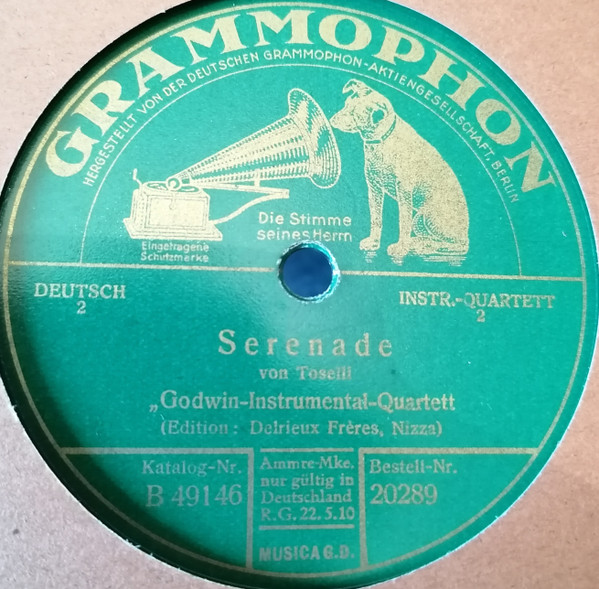 GRAMMOPHON
HERGESTELLT VON DER DEUTSCHEN GRAMMOPHON-AKTIENGESELLSCHAFT, BERLIN
Die Stimme
seines Herrn
Eingetragene
Schutzmarke
DEUTSCH
2
INSTR.-QUARTETT
2
Serenade
von Toselli
„Godwin-Instrumental-Quartett
(Edition: Delrieux Frères, Nizza)
Katalog-Nr.
B 49146
Ammre-Mke.
nur gültig in
Deutschland
R.G. 22.5.10
Bestell-Nr.
20289
MUSICA G.D.